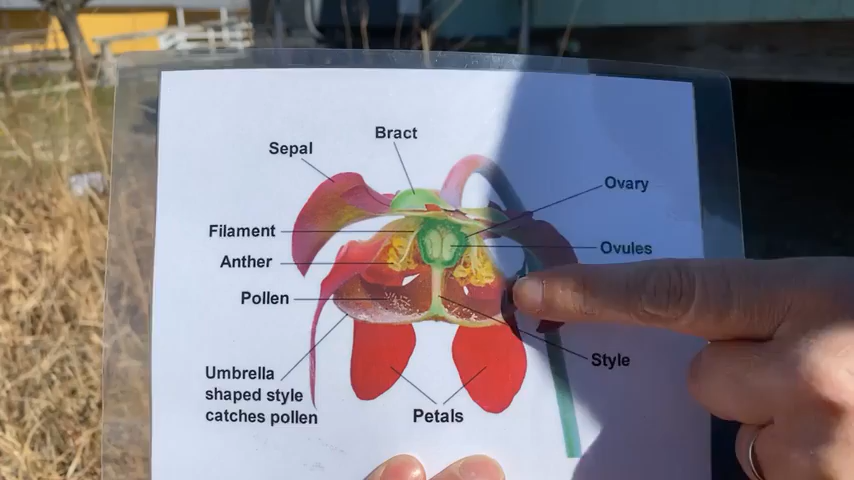 Bract
Sepal
Ovary
Filament
Ovules
Anther
Pollen
Style
Umbrella
shaped style
catches pollen
Petals